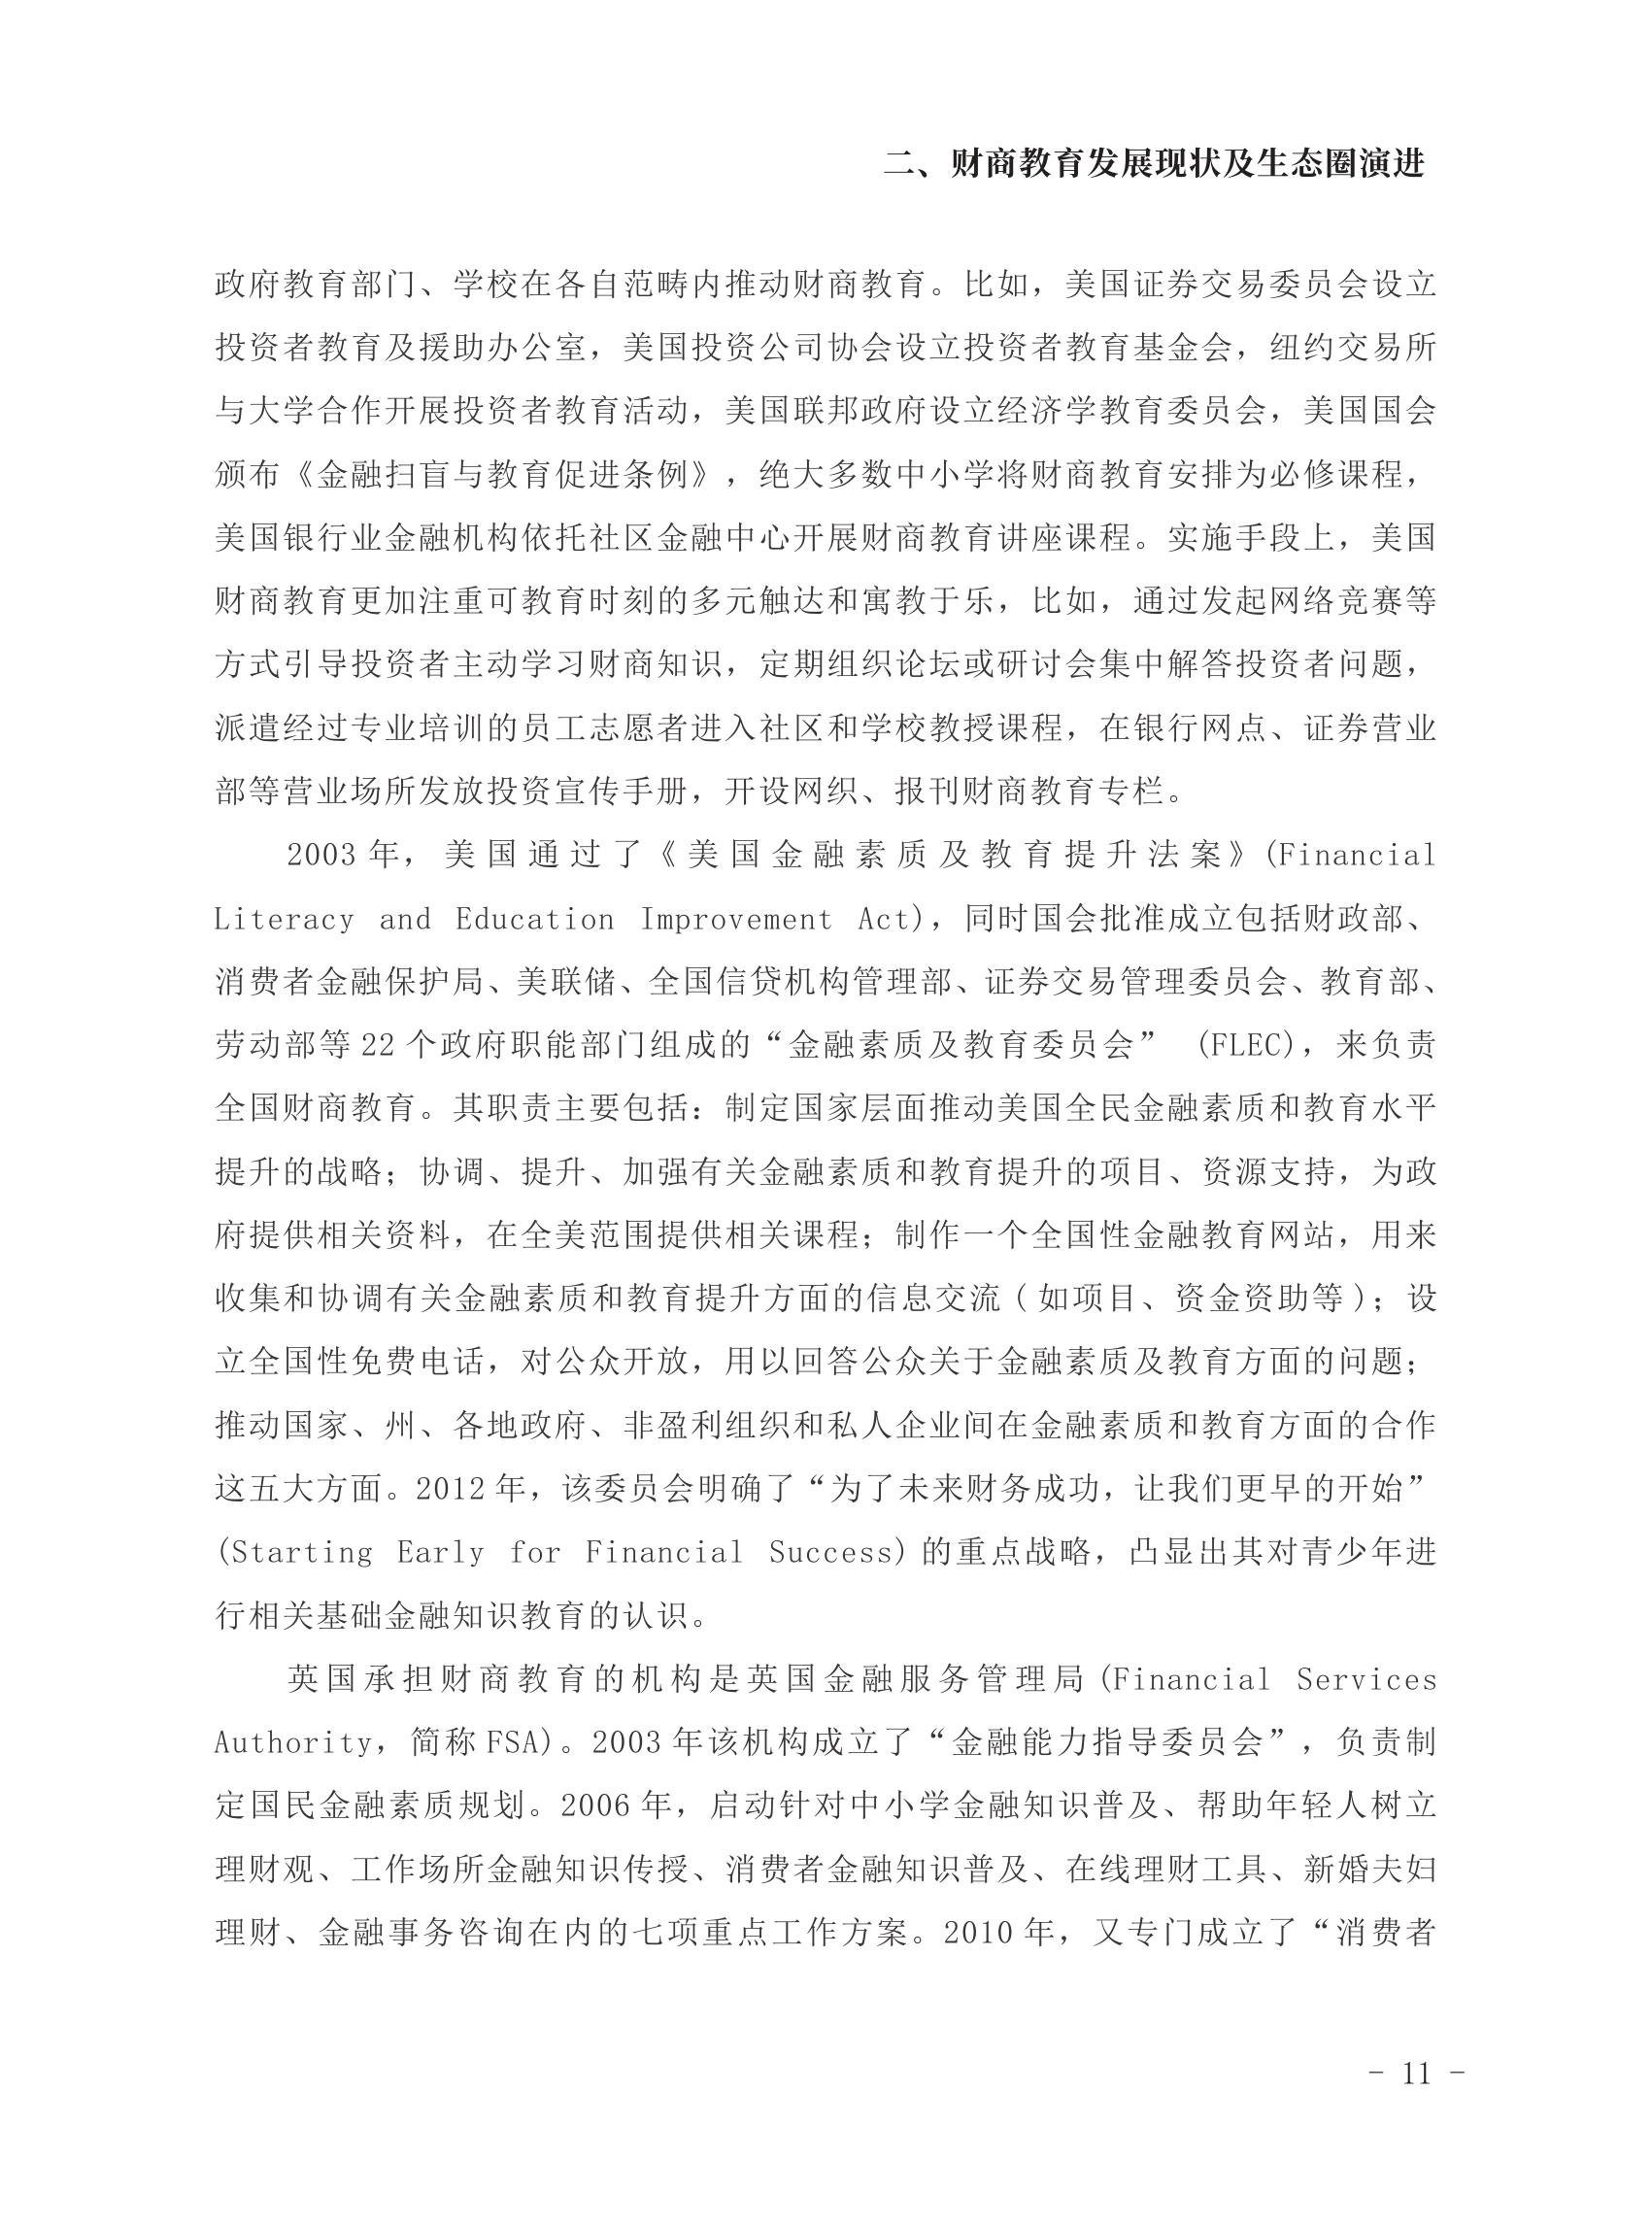 二、财商教育发展现状及生态圈演进
政府教育部门、学校在各自范畴内推动财商教育。比如，美国证券交易委员会设立
投资者教育及援助办公室，美国投资公司协会设立投资者教育基金会，纽约交易所
与大学合作开展投资者教育活动，美国联邦政府设立经济学教育委员会，美国国会
颁布《金融扫盲与教育促进条例》，绝大多数中小学将财商教育安排为必修课程，
美国银行业金融机构依托社区金融中心开展财商教育讲座课程。实施手段上，美国
财商教育更加注重可教育时刻的多元触达和寓教于乐，比如，通过发起网络竞赛等
方式引导投资者主动学习财商知识，定期组织论坛或研讨会集中解答投资者问题，
派遣经过专业培训的员工志愿者进入社区和学校教授课程，在银行网点、证券营业
部等营业场所发放投资宣传手册，开设网织、报刊财商教育专栏。
2003 年，美国通过了《美国金融素质及教育提升法案》(Financial
Literacy and Education Improvement Act)，同时国会批准成立包括财政部、
消费者金融保护局、美联储、全国信贷机构管理部、证券交易管理委员会、教育部、
劳动部等 22 个政府职能部门组成的“金融素质及教育委员会” (FLEC)，来负责
全国财商教育。其职责主要包括：制定国家层面推动美国全民金融素质和教育水平
提升的战略；协调、提升、加强有关金融素质和教育提升的项目、资源支持，为政
府提供相关资料，在全美范围提供相关课程；制作一个全国性金融教育网站，用来
收集和协调有关金融素质和教育提升方面的信息交流 ( 如项目、资金资助等 )；设
立全国性免费电话，对公众开放，用以回答公众关于金融素质及教育方面的问题；
推动国家、州、各地政府、非盈利组织和私人企业间在金融素质和教育方面的合作
这五大方面。2012 年，该委员会明确了“为了未来财务成功，让我们更早的开始”
(Starting Early for Financial Success) 的重点战略，凸显出其对青少年进
行相关基础金融知识教育的认识。
英国承担财商教育的机构是英国金融服务管理局 (Financial Services
Authority，简称 FSA)。2003 年该机构成立了“金融能力指导委员会”，负责制
定国民金融素质规划。2006 年，启动针对中小学金融知识普及、帮助年轻人树立
理财观、工作场所金融知识传授、消费者金融知识普及、在线理财工具、新婚夫妇
理财、金融事务咨询在内的七项重点工作方案。2010 年，又专门成立了“消费者
- 11 -